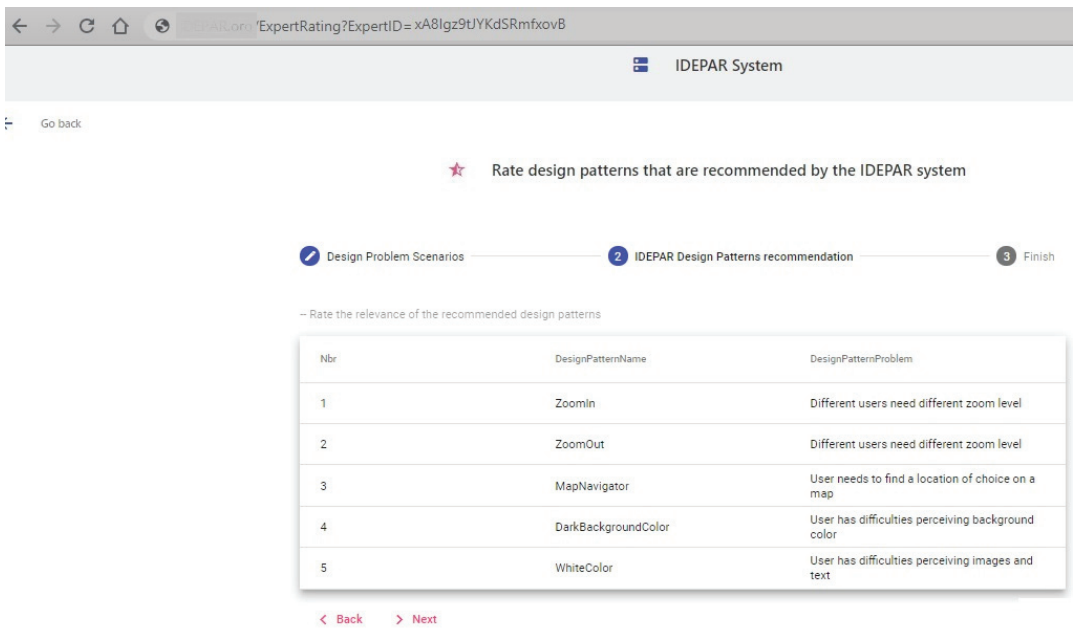 /ExpertRating?ExpertID= xA8Igz9tJYKdSRmfxovB
IDEPAR System
Go back
Rate design patterns that are recommended by the IDEPAR system
Design Problem Scenarios 2 IDEPAR Design Patterns recommendation 3 Finish
-- Rate the relevance of the recommended design patterns
Nbr DesignPatternName DesignPatternProblem
1 ZoomIn Different users need different zoom level
2 ZoomOut Different users need different zoom level
3 MapNavigator User needs to find a location of choice on a
map
4 DarkBackgroundColor User has difficulties perceiving background
color
5 WhiteColor User has difficulties perceiving images and
text
Back Next